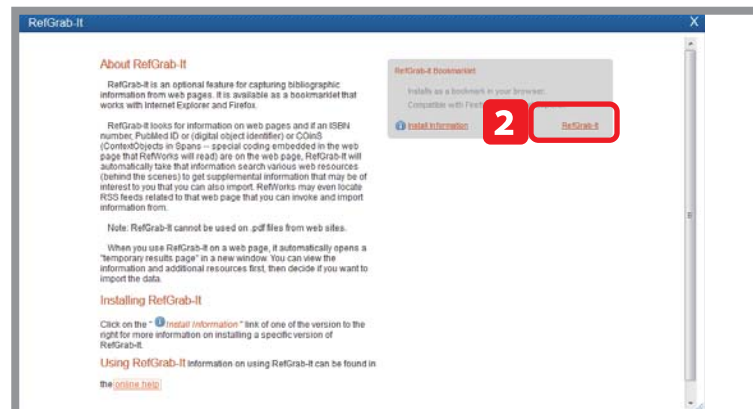 RefGrab-It
X
About RefGrab-It
RefGrab-It is an optional feature for capturing bibliographic
information from web pages. It is available as a bookmarklet that
works with Internet Explorer and Firefox.
RefGrab-It looks for information on web pages and if an ISBN
number, PubMed ID or (digital object identifier) or COinS
(ContextObjects in Spans -- special coding embedded in the web
page that RefWorks will read) are on the web page, RefGrab-It will
automatically take that information search various web resources
(behind the scenes) to get supplemental information that may be of
interest to you that you can also import. RefWorks may even locate
RSS feeds related to that web page that you can invoke and import
information from.
Note: RefGrab-It cannot be used on .pdf files from web sites.
When you use RefGrab-It on a web page, it automatically opens a
"temporary results page" in a new window. You can view the
information and additional resources first, then decide if you want to
import the data.
Installing RefGrab-It
Click on the " Install Information " link of one of the version to the
right for more information on installing a specific version of
RefGrab-It.
Using RefGrab-It Information on using RefGrab-It can be found in
the online help
RefGrab-It Bookmarklet
Installs as a bookmark in your browser.
Compatible with
Install Information
2
RefGrab-It